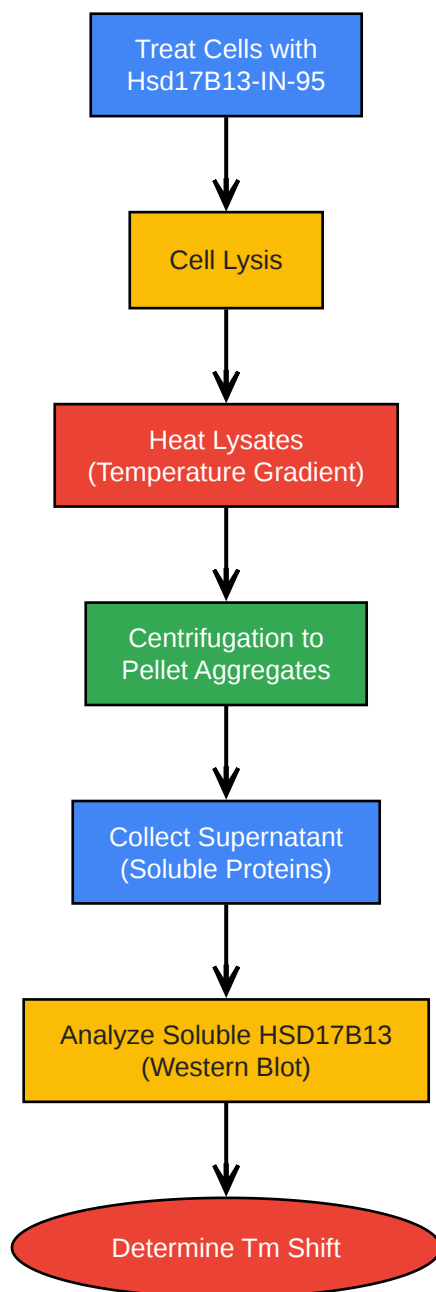 Treat Cells with
Hsd17B13-IN-95
Cell Lysis
Heat Lysates
(Temperature Gradient)
Centrifugation to
Pellet Aggregates
Collect Supernatant
(Soluble Proteins)
Analyze Soluble HSD17B13
(Western Blot)
Determine Tm Shift